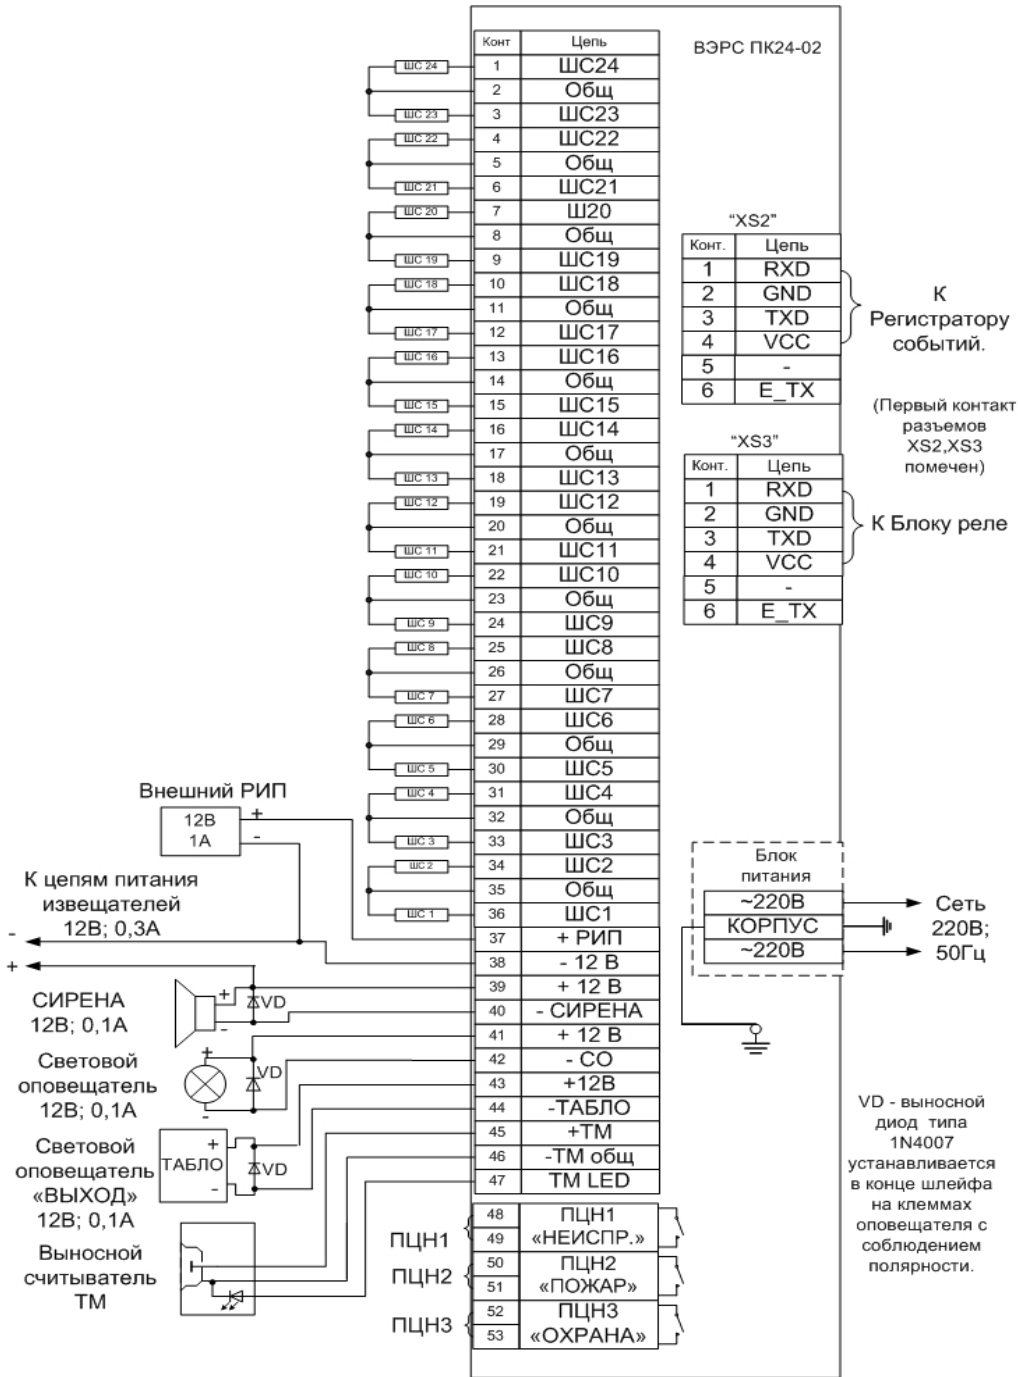 ВЭРС ПК24-02
Конт Цепь
ШС 24 1 ШС24
2 Общ
ШС 23 3 ШС23
ШС 22 4 ШС22
5 Общ
ШС 21 6 ШС21
ШС 20 7 Ш20
8 Общ
ШС 19 9 ШС19
ШС 18 10 ШС18
11 Общ
ШС 17 12 ШС17
ШС 16 13 ШС16
14 Общ
ШС 15 15 ШС15
ШС 14 16 ШС14
17 Общ
ШС 13 18 ШС13
ШС 12 19 ШС12
20 Общ
ШС 11 21 ШС11
ШС 10 22 ШС10
23 Общ
ШС 9 24 ШС9
ШС 8 25 ШС8
26 Общ
ШС 7 27 ШС7
ШС 6 28 ШС6
29 Общ
ШС 5 30 ШС5
ШС 4 31 ШС4
32 Общ
ШС 3 33 ШС3
ШС 2 34 ШС2
35 Общ
ШС 1 36 ШС1
37 + РИП
38 - 12 В
39 + 12 В
40 - СИРЕНА
41 + 12 В
42 - СО
43 +12В
44 -ТАБЛО
45 +ТМ
46 -ТМ общ
47 TM LED
48 ПЦН1
49 «НЕИСПР.»
50 ПЦН2
51 «ПОЖАР»
52 ПЦН3
53 «ОХРАНА»
ПЦН1
ПЦН2
ПЦН3
Внешний РИП
12В
1А
+
-
К цепям питания
извещателей
12В; 0,3А
-
+
СИРЕНА
12В; 0,1А
+
-
VD
Световой
оповещатель
12В; 0,1А
+
-
VD
Световой
оповещатель
«ВЫХОД»
12В; 0,1А
ТАБЛО
+
-
VD
Выносной
считыватель
ТМ
“XS2”
Конт. Цепь
1 RXD
2 GND
3 TXD
4 VCC
5 -
6 E_TX
К
Регистратору
событий.
(Первый контакт
разъемов
XS2,XS3
помечен)
“XS3”
Конт. Цепь
1 RXD
2 GND
3 TXD
4 VCC
5 -
6 E_TX
К Блоку реле
Блок
питания
~220В
КОРПУС
~220В
Сеть
220В;
50Гц
VD - выносной
диод типа
1N4007
устанавливается
в конце шлейфа
на клеммах
оповещателя с
соблюдением
полярности.